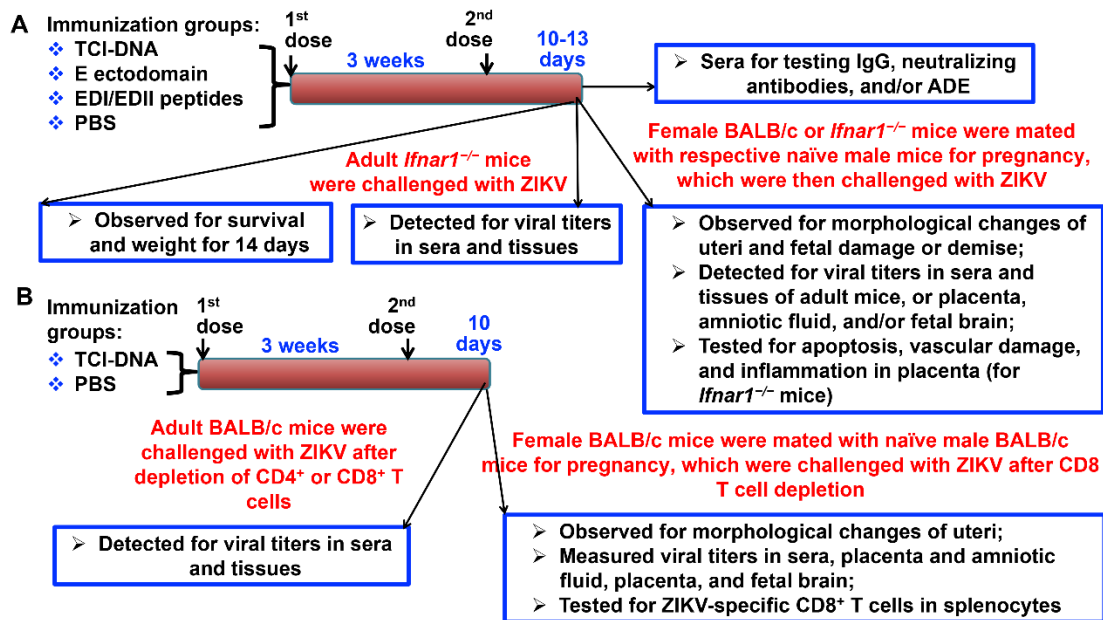 A
Immunization groups:
❖ TCI-DNA
❖ E ectodomain
❖ EDI/EDII peptides
❖ PBS
1st
dose
3 weeks
2nd
dose
10-13
days
➢ Sera for testing IgG, neutralizing
antibodies, and/or ADE
Adult Ifnar1−/− mice
were challenged with ZIKV
Female BALB/c or Ifnar1−/− mice were mated
with respective naïve male mice for pregnancy,
which were then challenged with ZIKV
➢ Observed for survival
and weight for 14 days
➢ Detected for viral titers
in sera and tissues
➢ Observed for morphological changes of
uteri and fetal damage or demise;
➢ Detected for viral titers in sera and
tissues of adult mice, or placenta,
amniotic fluid, and/or fetal brain;
➢ Tested for apoptosis, vascular damage,
and inflammation in placenta (for
Ifnar1−/− mice)
B
Immunization
groups:
❖ TCI-DNA
❖ PBS
1st
dose
3 weeks
2nd
dose
10
days
Adult BALB/c mice were
challenged with ZIKV after
depletion of CD4+ or CD8+ T
cells
Female BALB/c mice were mated with naïve male BALB/c
mice for pregnancy, which were challenged with ZIKV after CD8
T cell depletion
➢ Detected for viral titers in sera
and tissues
➢ Observed for morphological changes of uteri;
➢ Measured viral titers in sera, placenta and amniotic
fluid, placenta, and fetal brain;
➢ Tested for ZIKV-specific CD8+ T cells in splenocytes